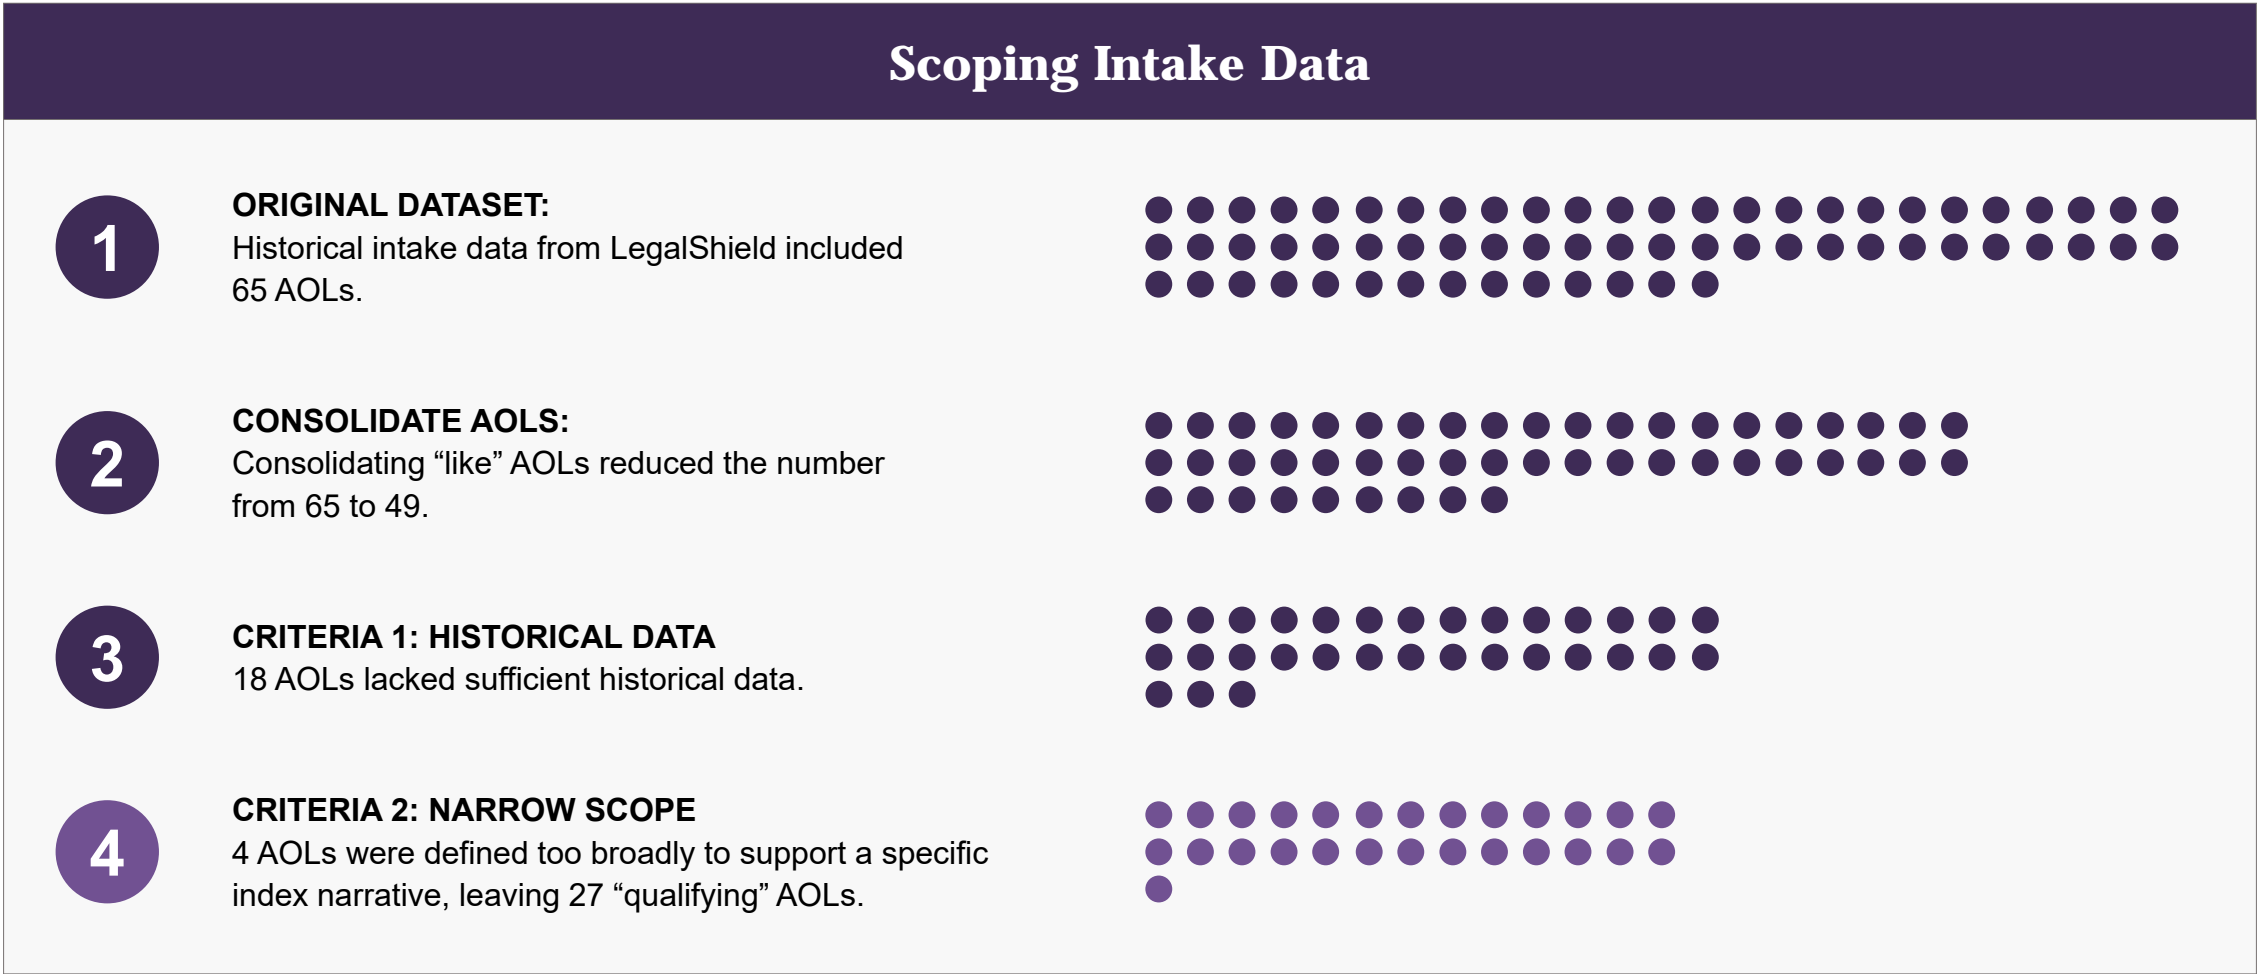 Scoping Intake Data
1
ORIGINAL DATASET:
Historical intake data from LegalShield included
65 AOLs.
2
CONSOLIDATE AOLS:
Consolidating “like” AOLs reduced the number
from 65 to 49.
3
CRITERIA 1: HISTORICAL DATA
18 AOLs lacked sufficient historical data.
4
CRITERIA 2: NARROW SCOPE
4 AOLs were defined too broadly to support a specific
index narrative, leaving 27 “qualifying” AOLs.